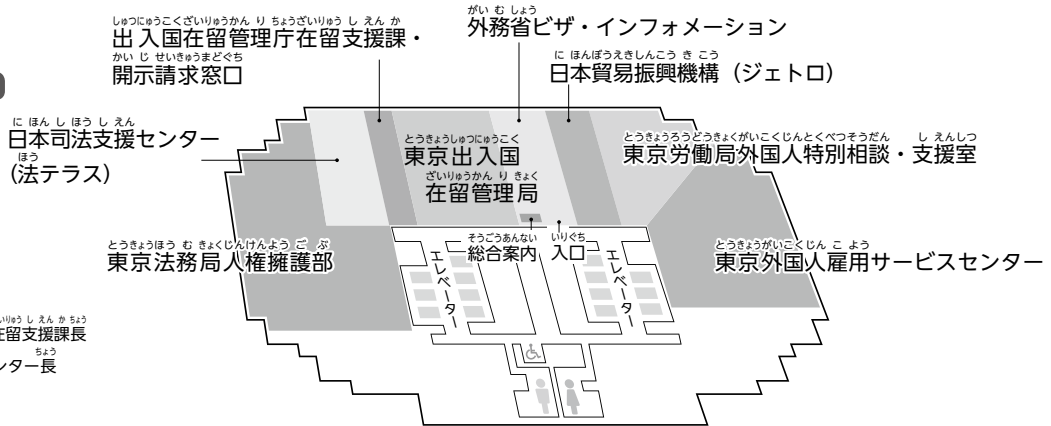 しゅつにゅうこくざいりゅうかんりちょうざいりゅうしえんか
出入国在留管理庁在留支援課・
かいじせいきゅうまどぐち
開示請求窓口
がいむしょう
外務省ビザ・インフォメーション
にほんぼうえきしんこうきこう
日本貿易振興機構（ジェトロ）
にほんしほうしえん
日本司法支援センター
ほう
（法テラス）
とうきょうしゅつにゅうこく
東京出入国
ざいりゅうかんりきょく
在留管理局
とうきょうろうどうきょくがいこくじんとくべつそうだん しえんしつ
東京労働局外国人特別相談・支援室
とうきょうほうむきょくじんけんようごぶ
東京法務局人権擁護部
そうごうあんない
総合案内
いりぐち
入口
とうきょうがいこくじんこよう
東京外国人雇用サービスセンター
エレベーター
エレベーター
いりゅうしえんかちょう
在留支援課長
ちょう
ンター長